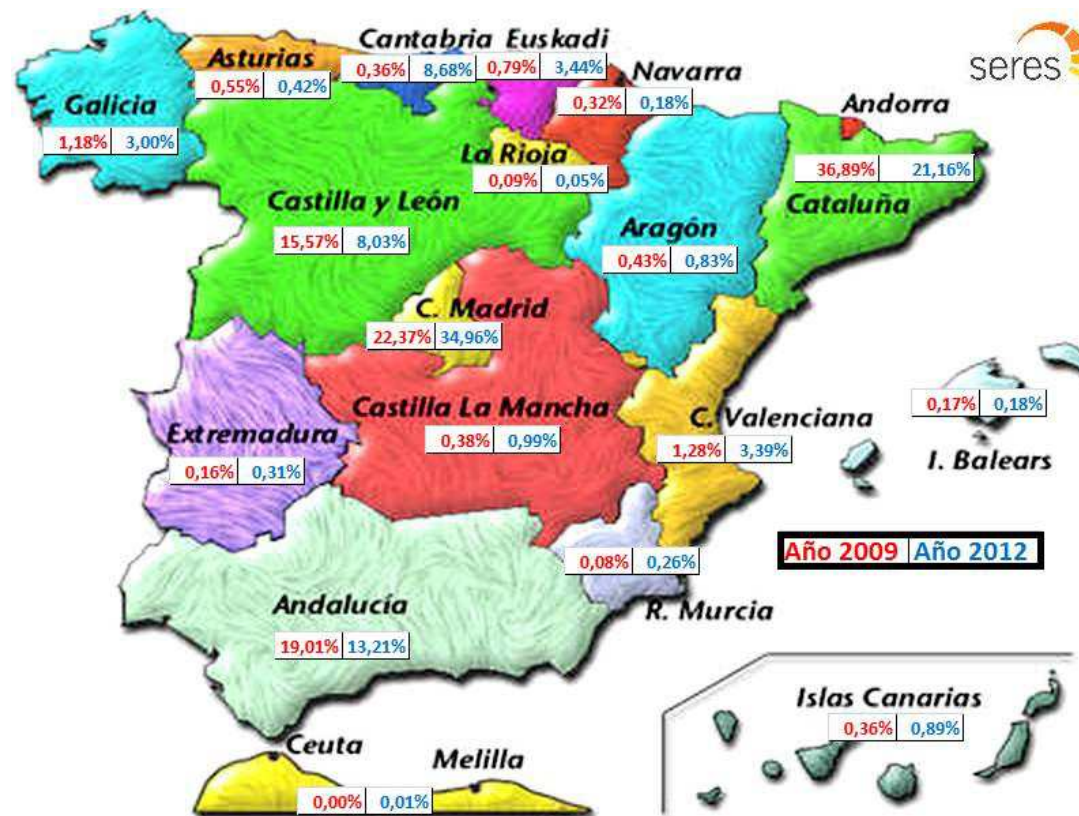 seres
Cantabria Euskadi
Asturias
0,36% 8,68% 0,79% 3,44%
0,55% 0,42%
Navarra
0,32% 0,18%
Galicia
1,18% 3,00%
Andorra
La Rioja
0,09% 0,05%
36,89% 21,16%
Cataluña
Castilla y León
15,57% 8,03%
Aragón
0,43% 0,83%
C. Madrid
22,37% 34,96%
Castilla La Mancha
0,38% 0,99%
C. Valenciana
1,28% 3,39%
0,17% 0,18%
I. Balears
Extremadura
0,16% 0,31%
Año 2009 Año 2012
0,08% 0,26%
R. Murcia
Andalucía
19,01% 13,21%
Islas Canarias
0,36% 0,89%
Ceuta
Melilla
0,00% 0,01%